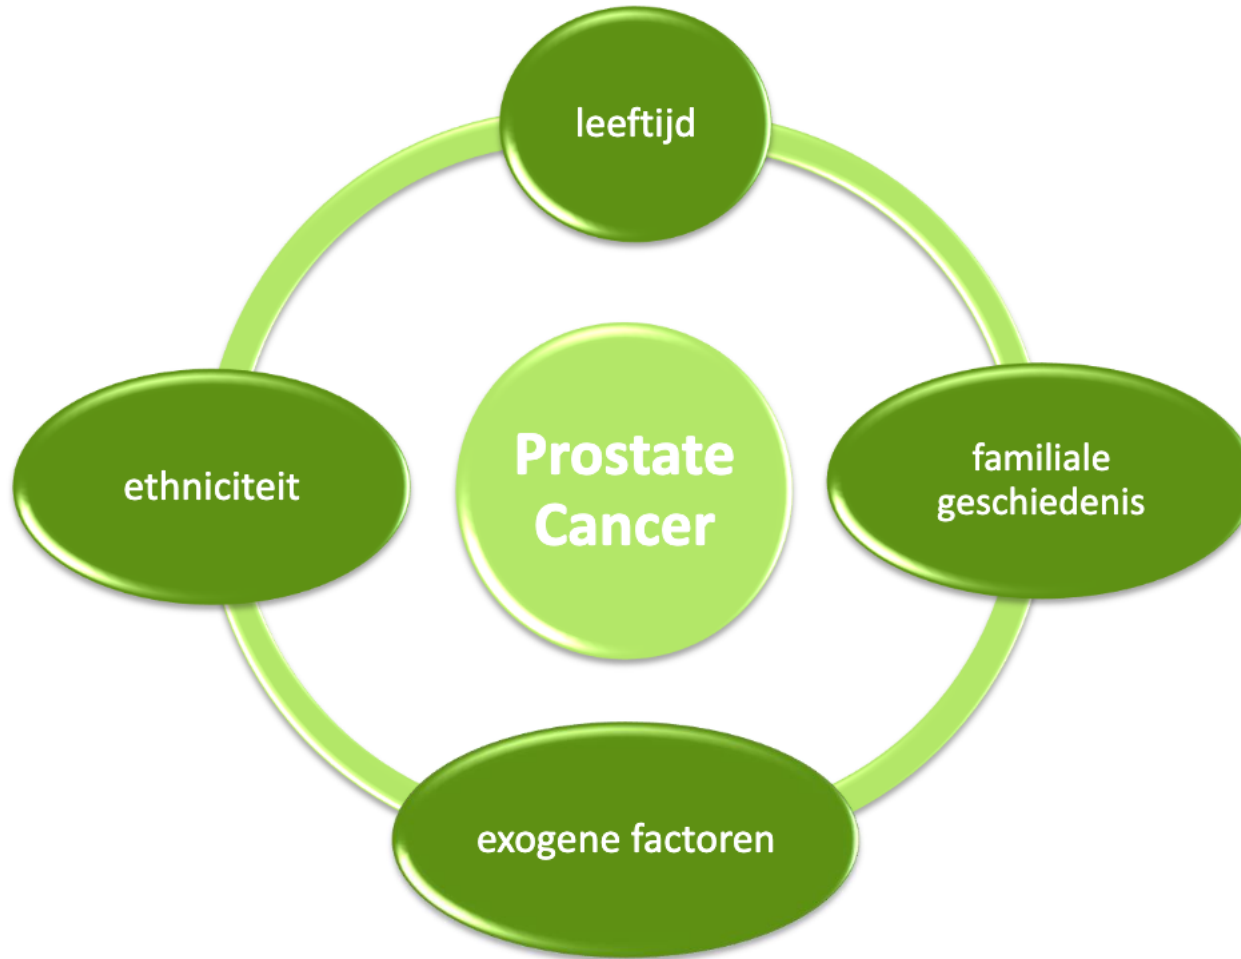 leeftijd
ethniciteit
Prostate
Cancer
familiale
geschiedenis
exogene factoren